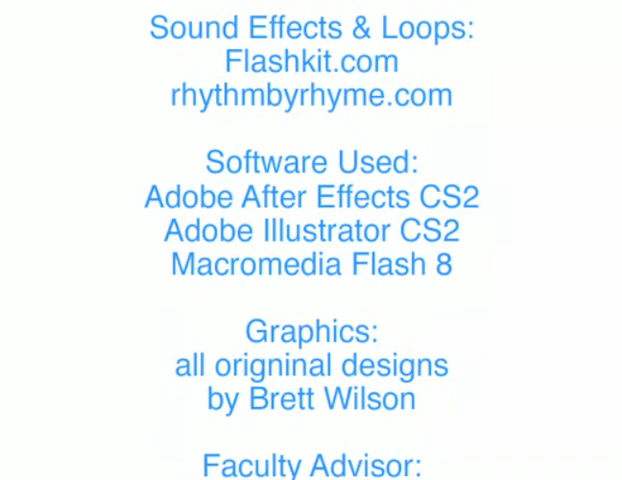 Sound Effects & Loops:
Flashkit.com
rhythmbyrhyme.com
Software Used:
Adobe After Effects CS2
Adobe Illustrator CS2
Macromedia Flash 8
Graphics:
all origninal designs
by Brett Wilson
Faculty Advisor: